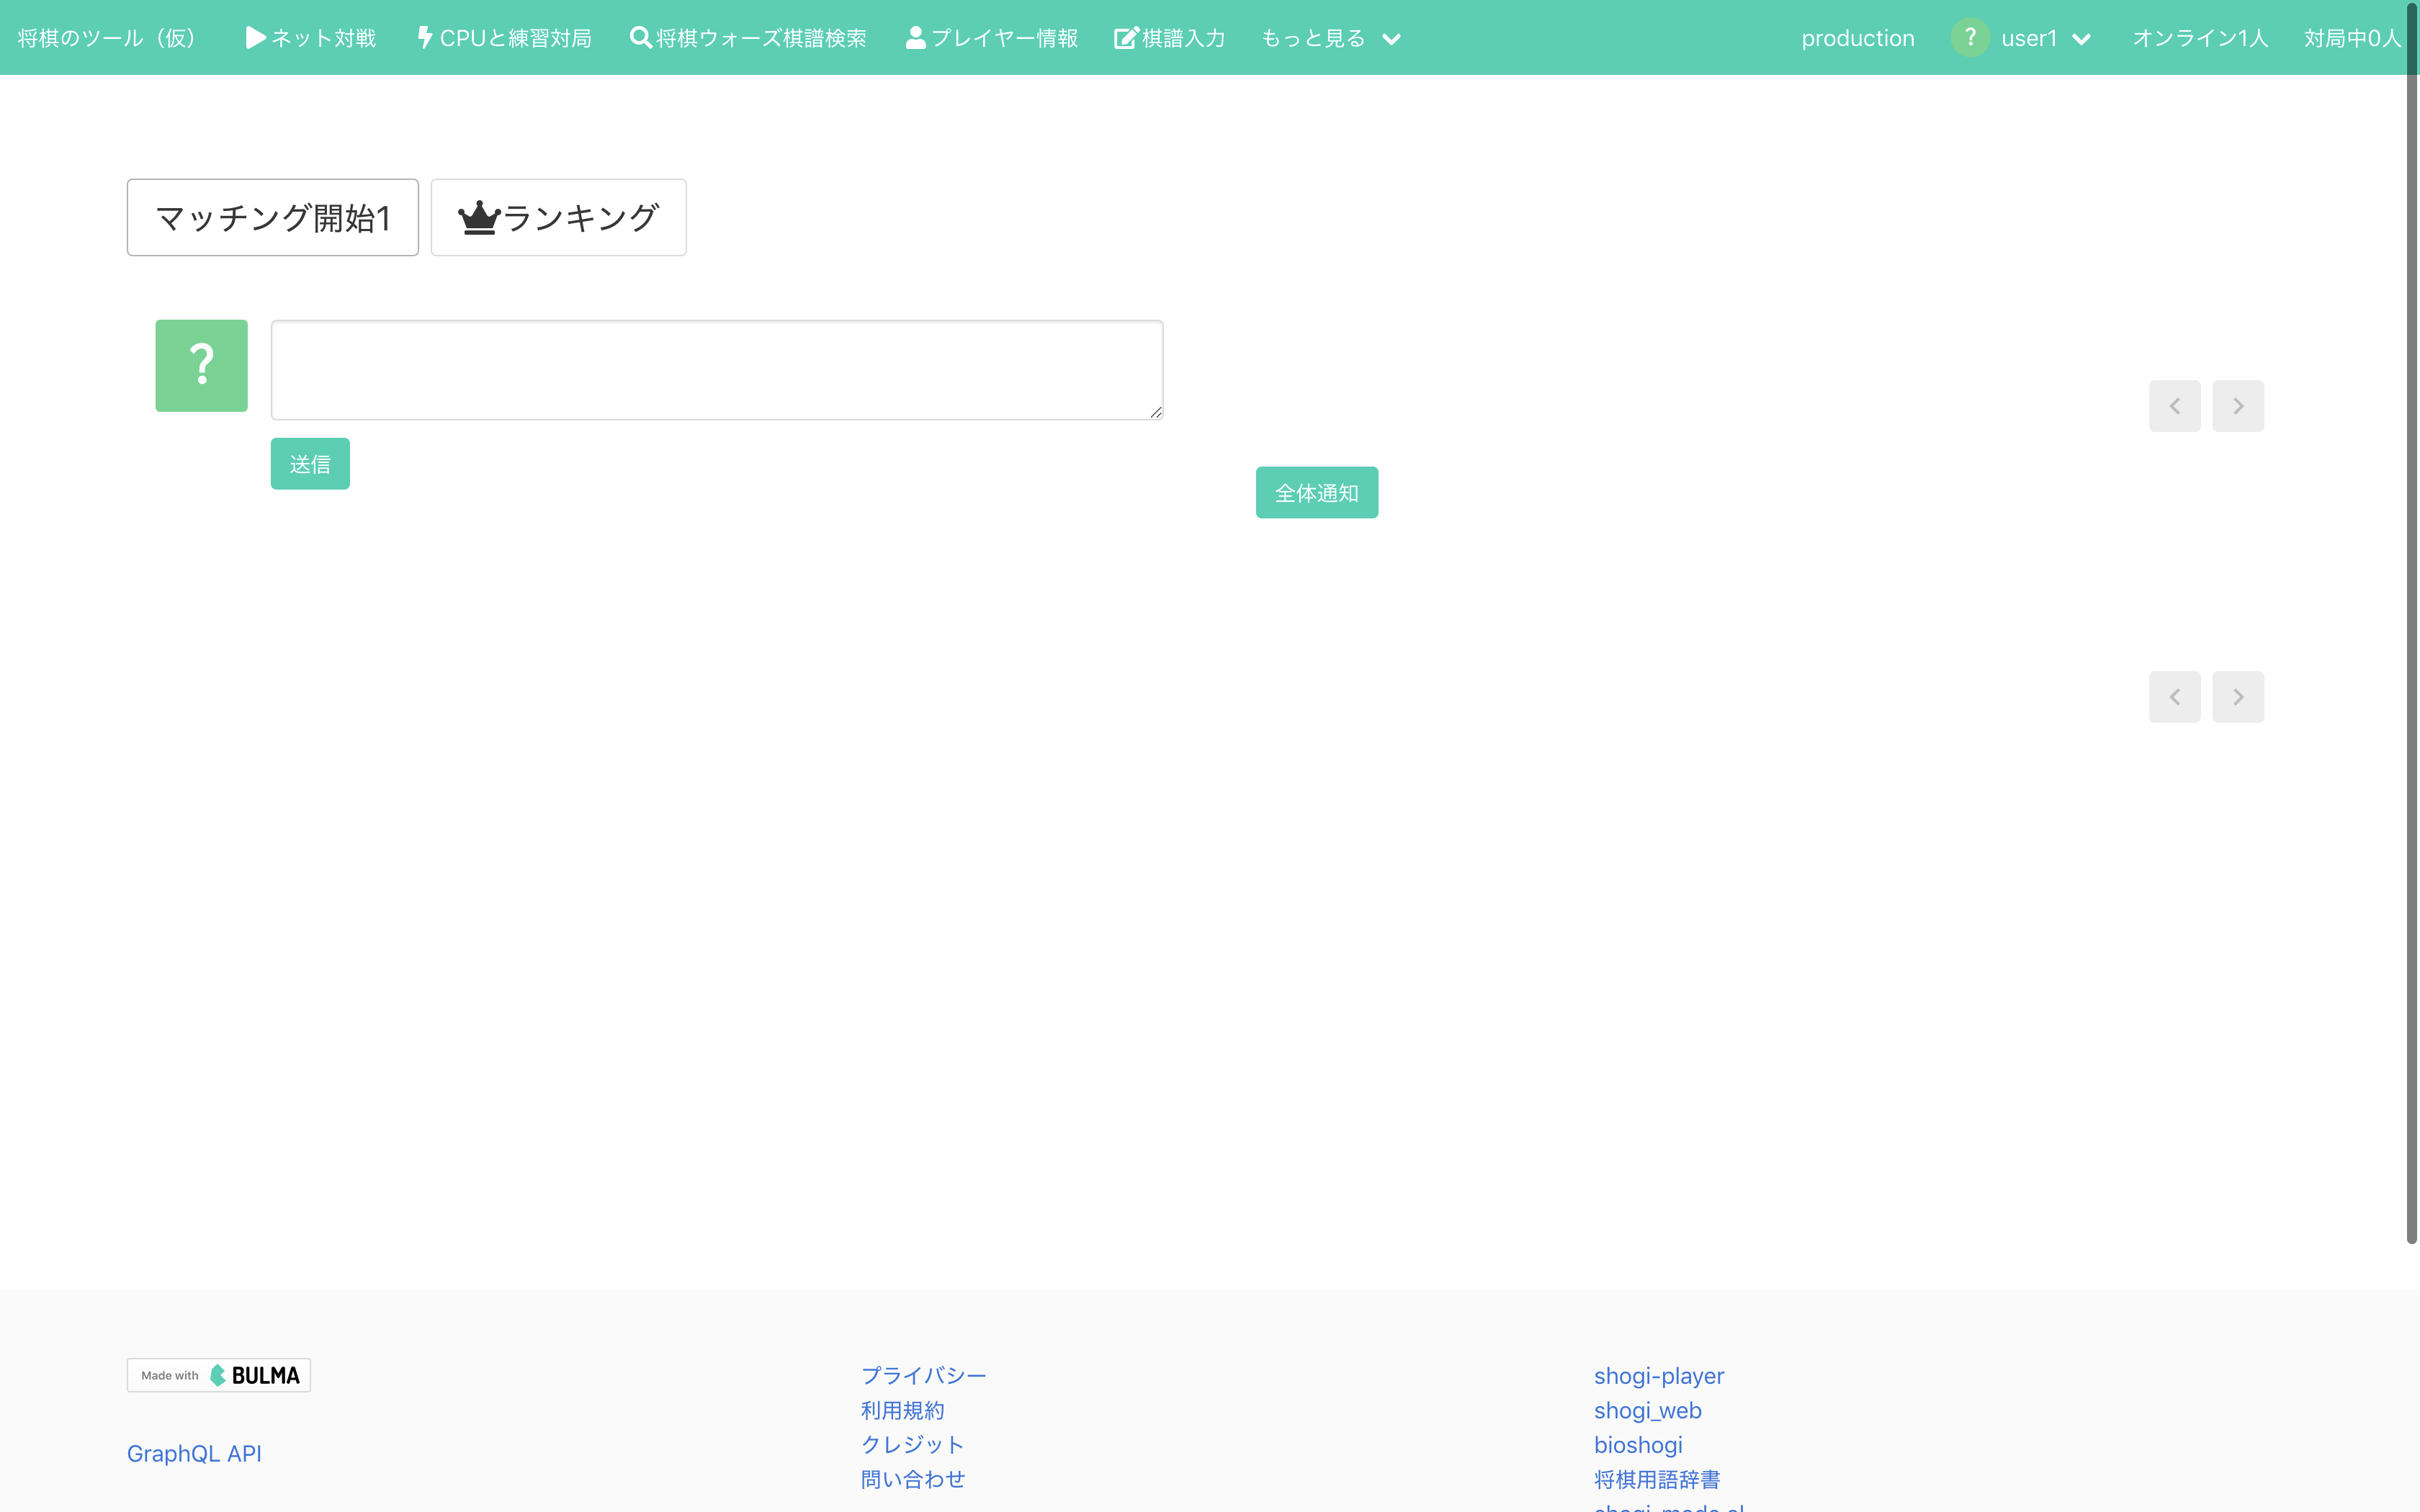 将棋のツール（仮） ネット対戦 CPUと練習対局 将棋ウォーズ棋譜検索 プレイヤー情報 棋譜入力 もっと見る production ? user1 オンライン1人 対局中0人
マッチング開始1 ランキング
?
送信
全体通知
Made with BULMA
GraphQL API
プライバシー
利用規約
クレジット
問い合わせ
shogi-player
shogi_web
bioshogi
将棋用語辞書